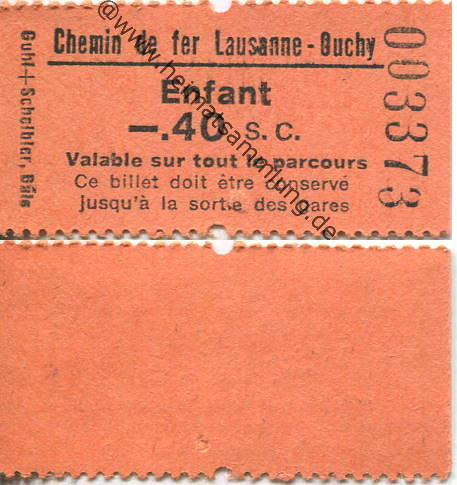 Chemin de fer Lausanne-Ouchy
Enfant
—.40 S.C.
Valable sur tout le parcours
Ce billet doit être conservé
jusqu'à la sortie des gares
003373
Guhl + Scheibler, Bâle
@www.heimatsammlung.de